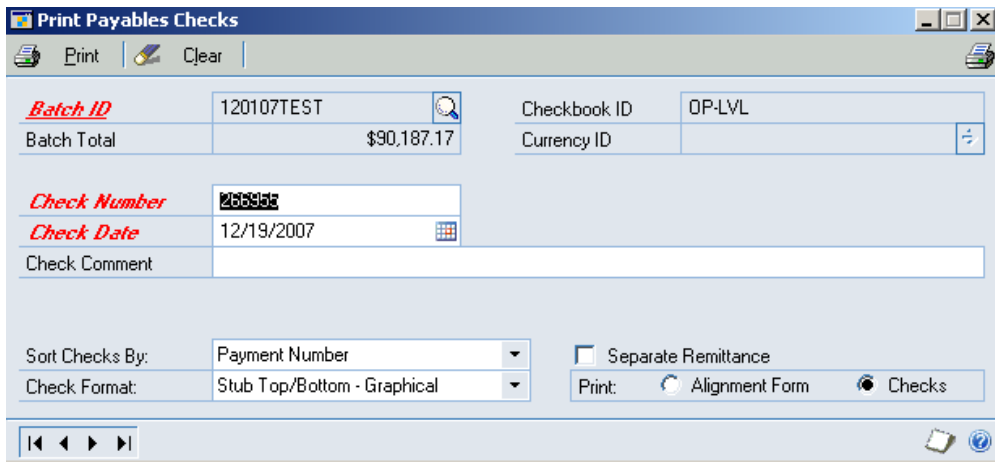 Print Payables Checks
Print Clear
Batch ID 120107TEST Checkbook ID OP-LVL
Batch Total $90,187.17 Currency ID
Check Number 266955
Check Date 12/19/2007
Check Comment
Sort Checks By: Payment Number Separate Remittance
Check Format: Stub Top/Bottom - Graphical Print: Alignment Form Checks